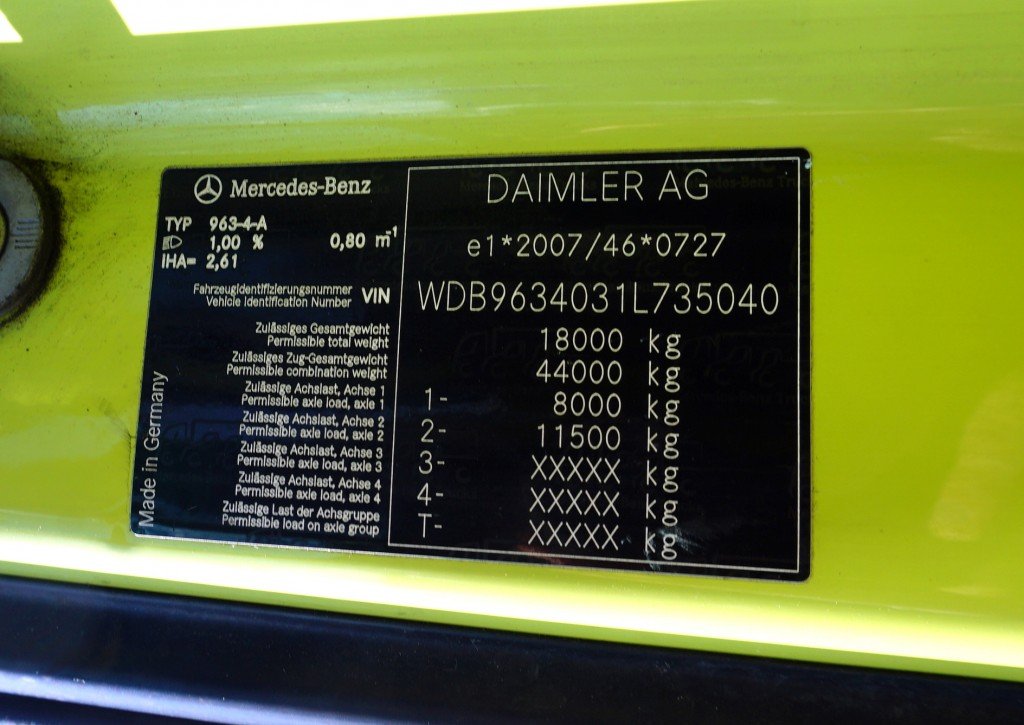 Mercedes-Benz
TYP 963-4-A
1,00 % 0,80 m⁻¹
IHA= 2,61
DAIMLER AG
e1*2007/46*0727
Fahrzeugidentifizierungsnummer
Vehicle Identification Number VIN WDB9634031L735040
Zulässiges Gesamtgewicht
Permissible total weight 18000 kg
Zulässiges Zug-Gesamtgewicht
Permissible combination weight 44000 kg
Zulässige Achslast, Achse 1
Permissible axle load, axle 1 1- 8000 kg
Zulässige Achslast, Achse 2
Permissible axle load, axle 2 2- 11500 kg
Zulässige Achslast, Achse 3
Permissible axle load, axle 3 3- XXXXX kg
Zulässige Achslast, Achse 4
Permissible axle load, axle 4 4- XXXXX kg
Zulässige Last der Achsgruppe
Permissible load on axle group T- XXXXX kg
Made in Germany